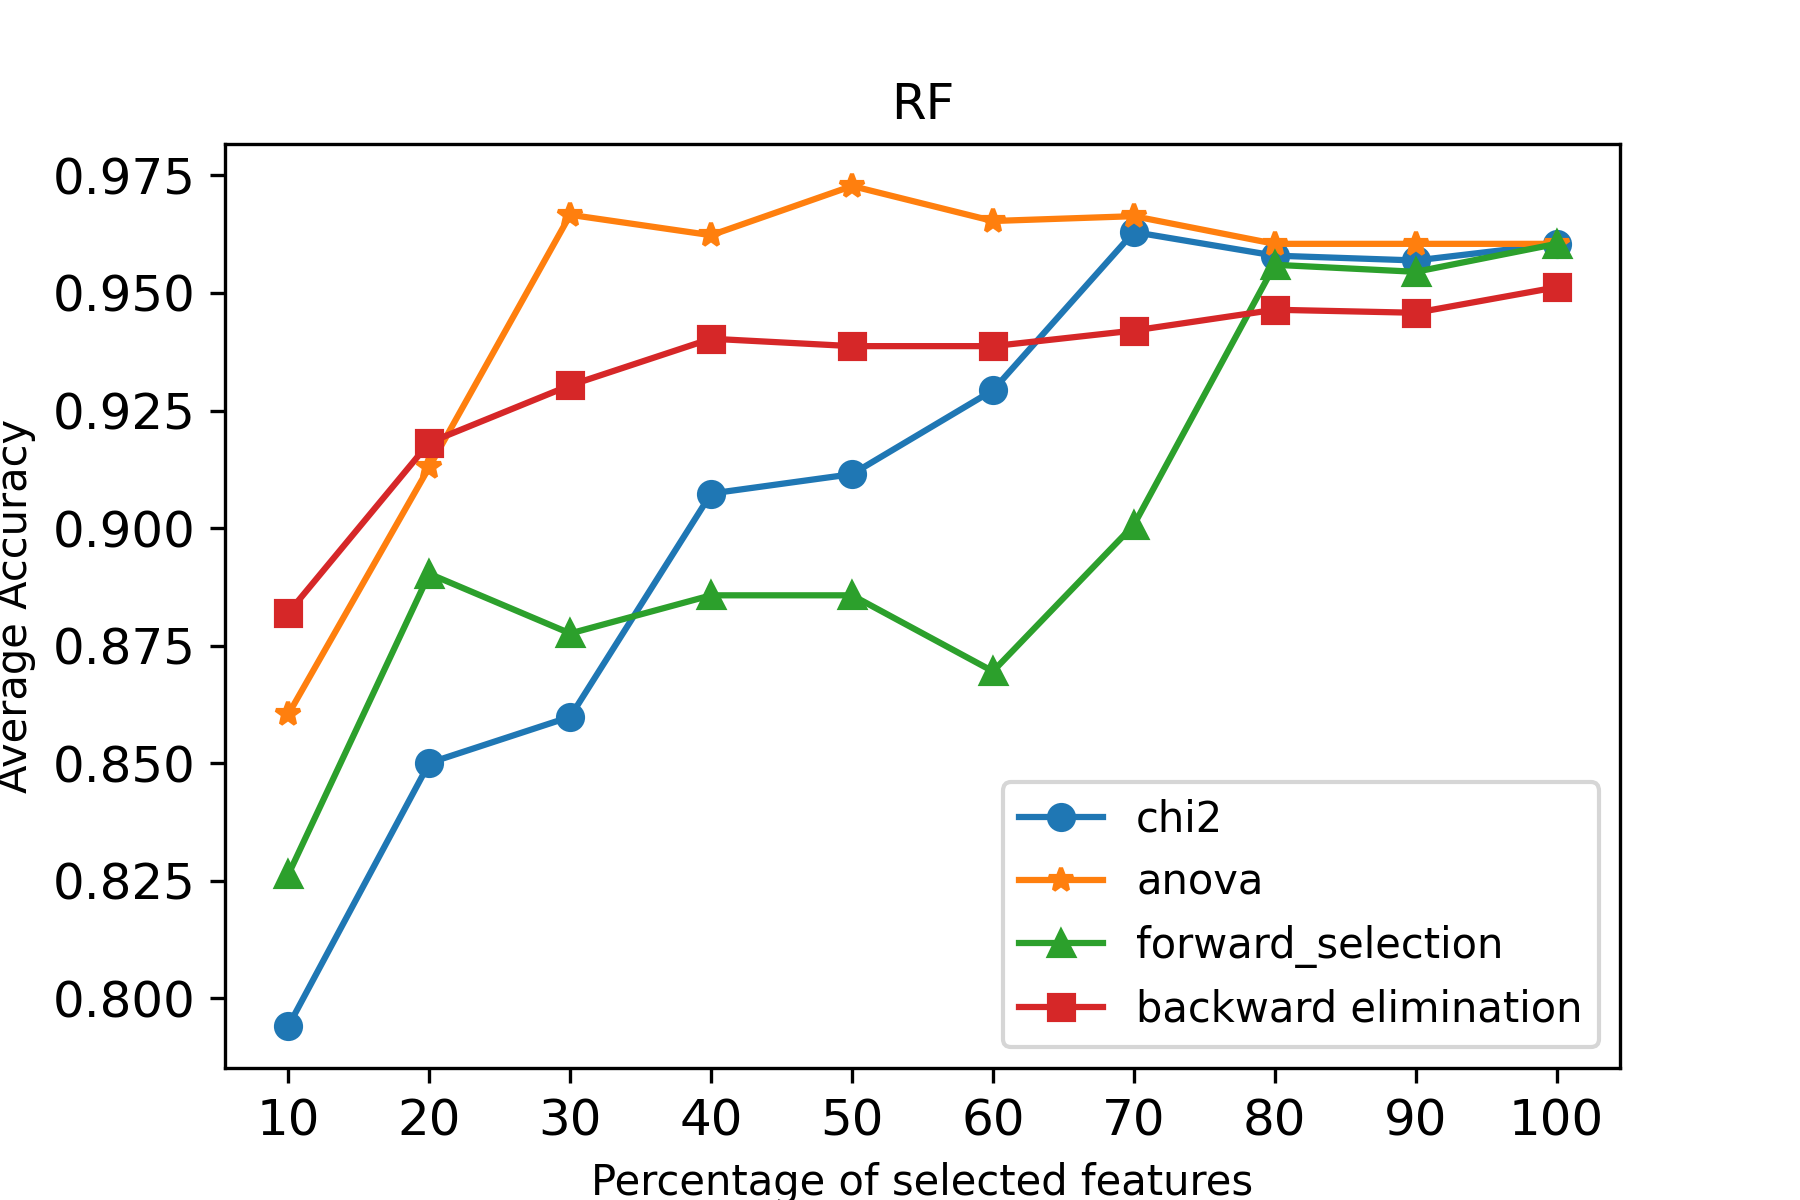 RF
0.975
0.950
0.925
0.900
0.875
0.850
0.825
0.800
Average Accuracy
chi2
anova
forward_selection
backward elimination
10 20 30 40 50 60 70 80 90 100
Percentage of selected features